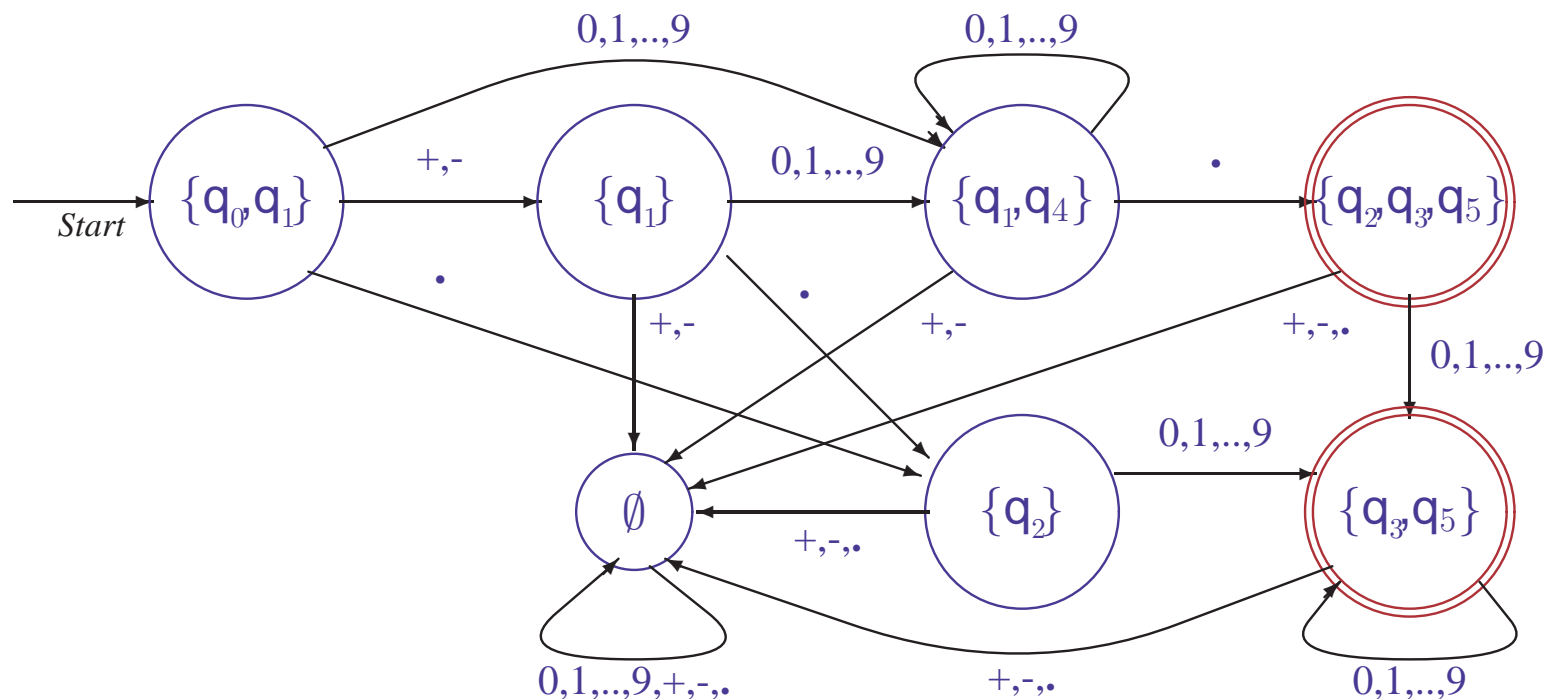 0,1,..,9
0,1,..,9
+,-
0,1,..,9
.
Start
{q₀,q₁}
{q₁}
{q₁,q₄}
{q₂,q₃,q₅}
.
.
+,-
+,-
+,-,.
0,1,..,9
0,1,..,9
∅
{q₂}
{q₃,q₅}
+,-,.
0,1,..,9,+,-,.
+,-,.
0,1,..,9